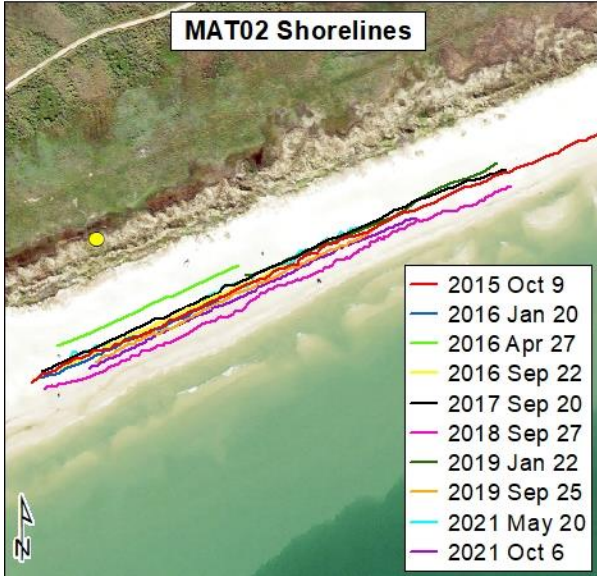 MAT02 Shorelines
2015 Oct 9
2016 Jan 20
2016 Apr 27
2016 Sep 22
2017 Sep 20
2018 Sep 27
2019 Jan 22
2019 Sep 25
2021 May 20
2021 Oct 6
N